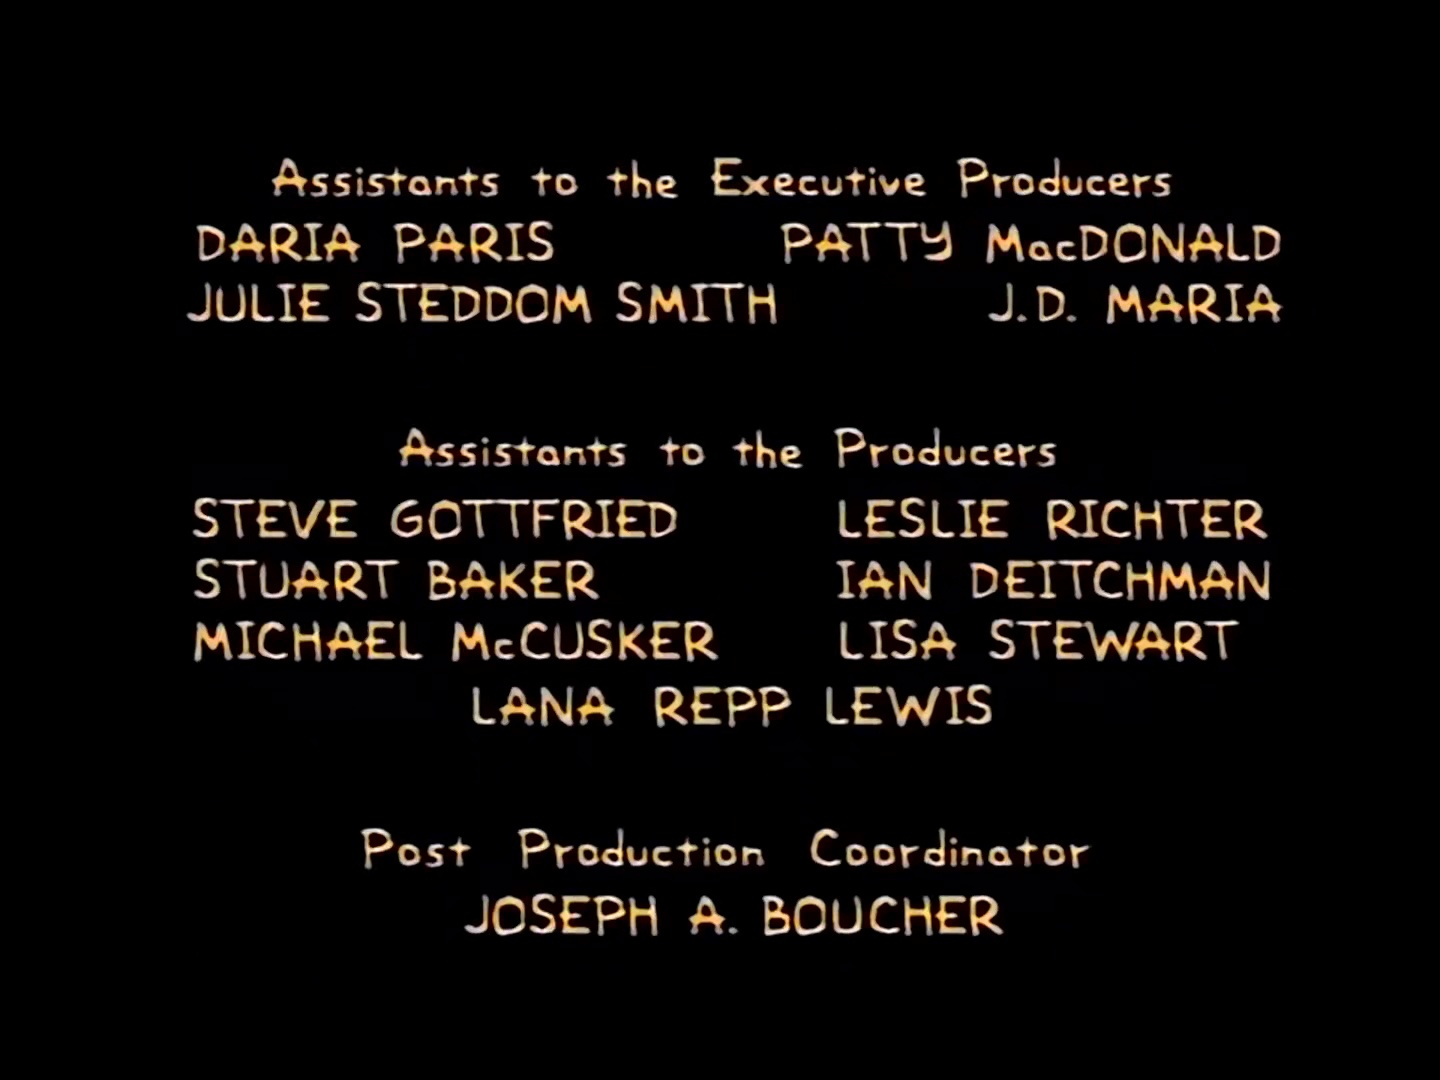 Assistants to the Executive Producers
DARIA PARIS PATTY MacDONALD
JULIE STEDDOM SMITH J.D. MARIA
Assistants to the Producers
STEVE GOTTFRIED LESLIE RICHTER
STUART BAKER IAN DEITCHMAN
MICHAEL McCUSKER LISA STEWART
LANA REPP LEWIS
Post Production Coordinator
JOSEPH A. BOUCHER